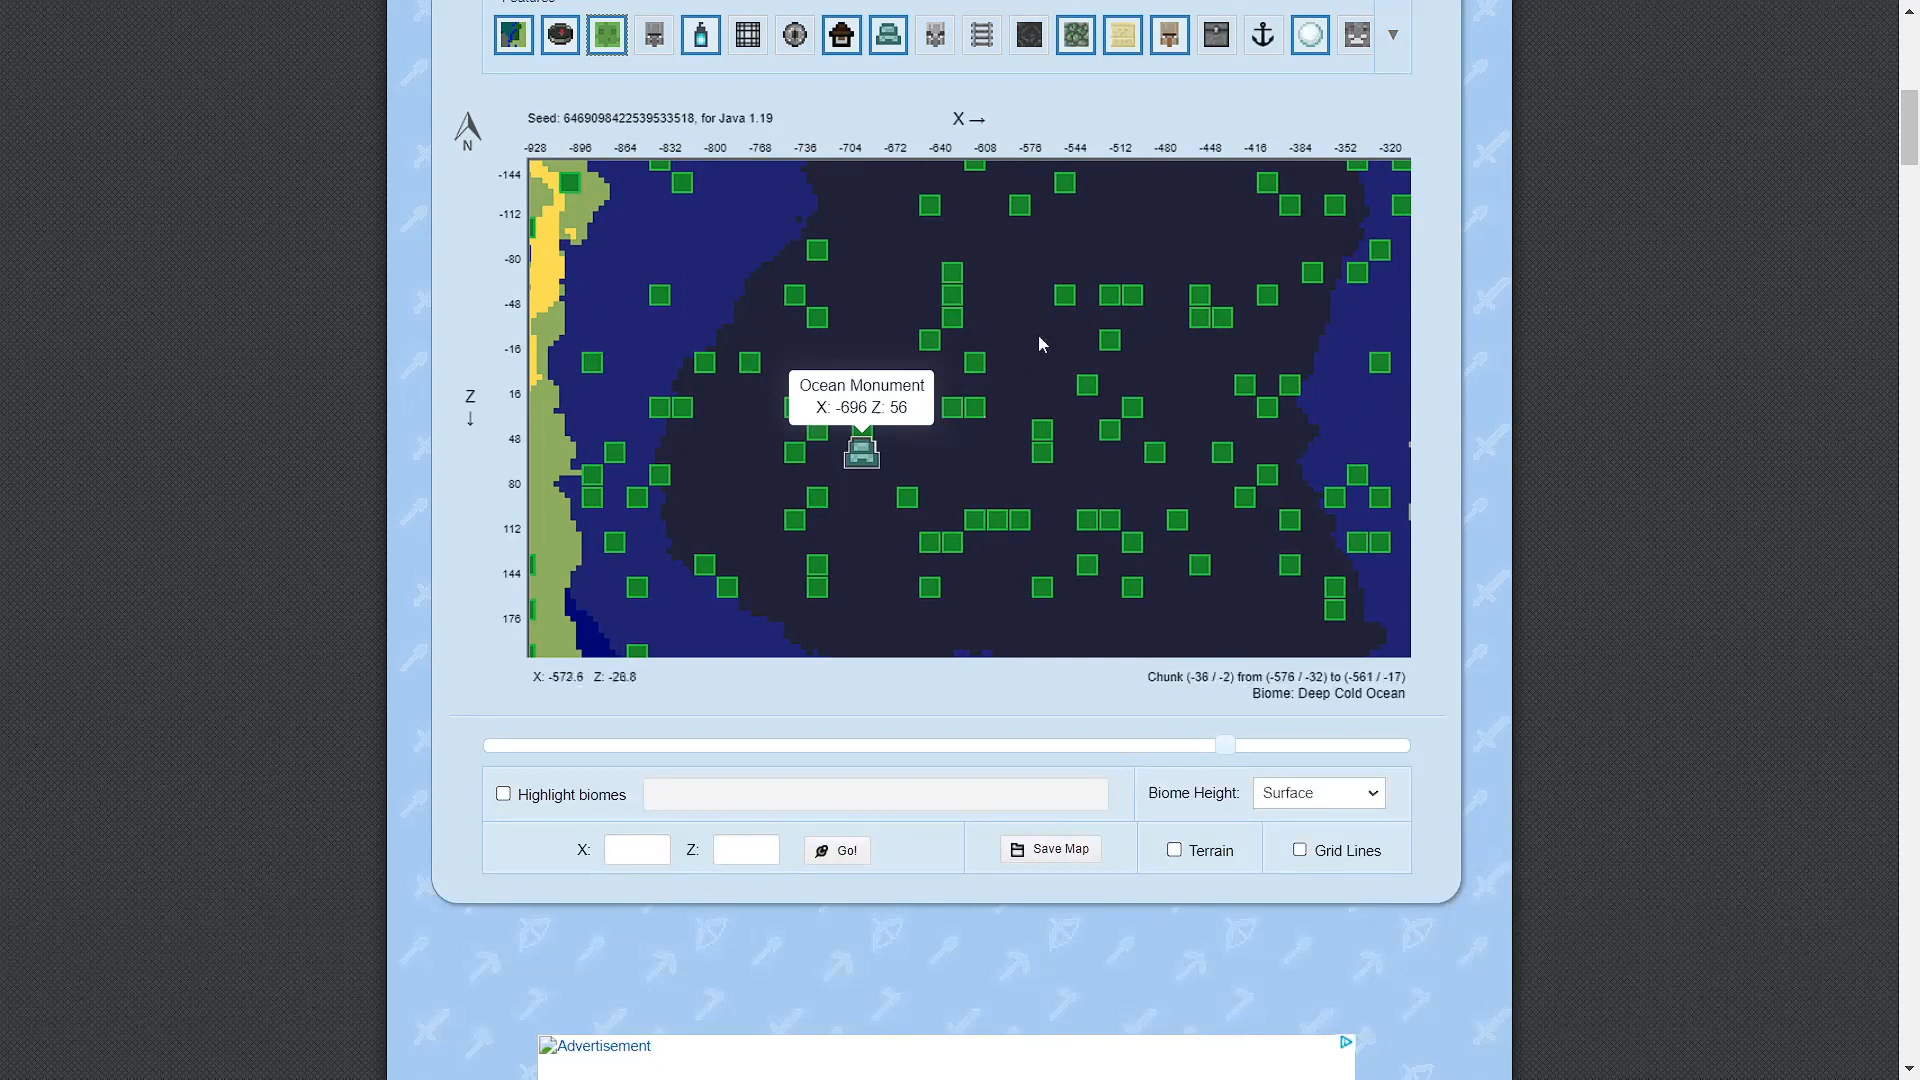 Seed: 6469098422539533518, for Java 1.19
X →
N
-928 -896 -864 -832 -800 -768 -736 -704 -672 -640 -608 -576 -544 -512 -480 -448 -416 -384 -352 -320
-144
-112
-80
-48
-16
Ocean Monument
X: -696 Z: 56
Z
↓
16
48
80
112
144
176
X: -572.6 Z: -26.8
Chunk (-36 / -2) from (-576 / -32) to (-561 / -17)
Biome: Deep Cold Ocean
Highlight biomes
Biome Height: Surface
X: Z: Go!
Save Map
Terrain
Grid Lines
Advertisement